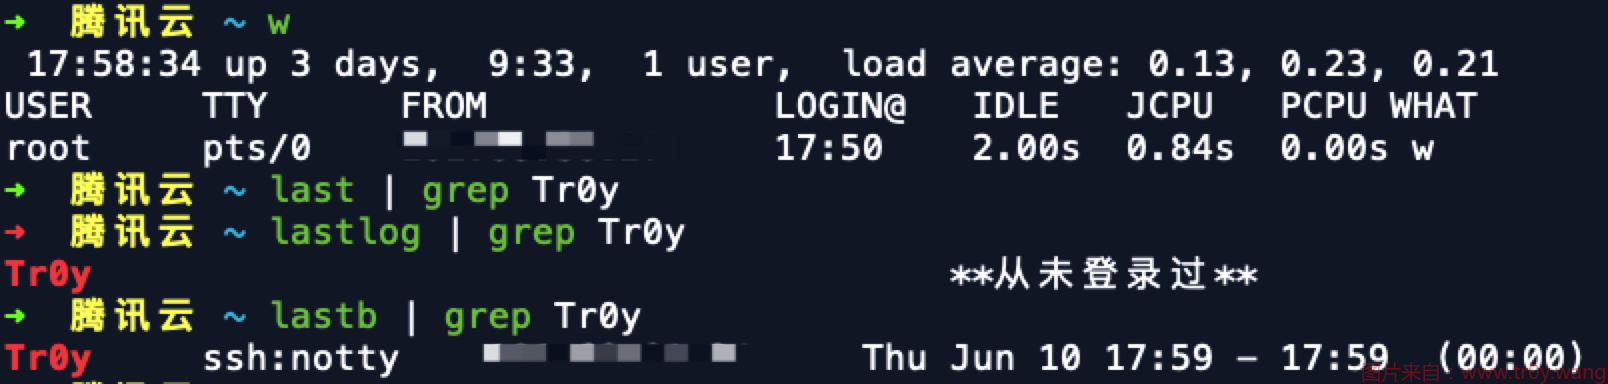 ➜ 腾讯云 ~ w
17:58:34 up 3 days, 9:33, 1 user, load average: 0.13, 0.23, 0.21
USER TTY FROM LOGIN@ IDLE JCPU PCPU WHAT
root pts/0 17:50 2.00s 0.84s 0.00s w
➜ 腾讯云 ~ last | grep Tr0y
➜ 腾讯云 ~ lastlog | grep Tr0y
Tr0y **从未登录过**
➜ 腾讯云 ~ lastb | grep Tr0y
Tr0y ssh:notty Thu Jun 10 17:59 - 17:59 (00:00)
图片来自：www.tr0y.wang